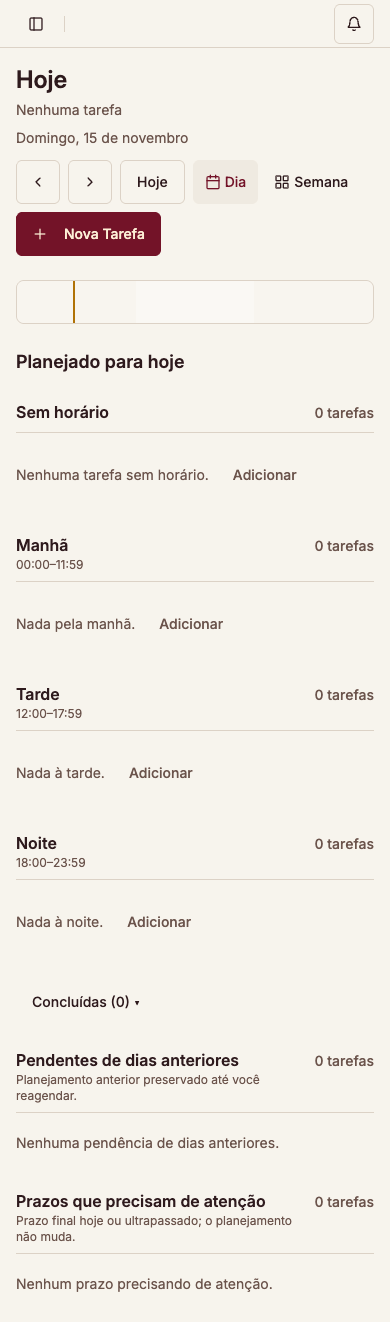 Hoje
Nenhuma tarefa
Domingo, 15 de novembro
Hoje
Dia
Semana
Nova Tarefa
Planejado para hoje
Sem horário
0 tarefas
Nenhuma tarefa sem horário. Adicionar
Manhã
0 tarefas
00:00–11:59
Nada pela manhã. Adicionar
Tarde
0 tarefas
12:00–17:59
Nada à tarde. Adicionar
Noite
0 tarefas
18:00–23:59
Nada à noite. Adicionar
Concluídas (0) ▾
Pendentes de dias anteriores
0 tarefas
Planejamento anterior preservado até você
reagendar.
Nenhuma pendência de dias anteriores.
Prazos que precisam de atenção
0 tarefas
Prazo final hoje ou ultrapassado; o planejamento
não muda.
Nenhum prazo precisando de atenção.